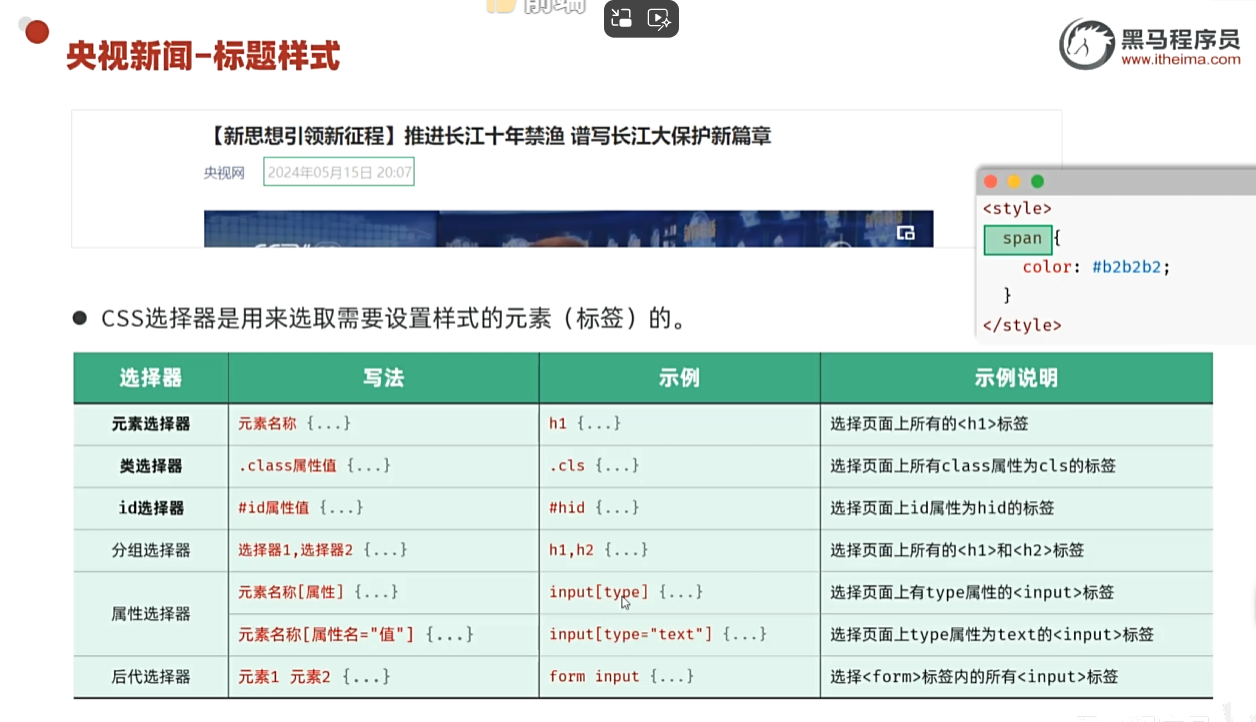 前端
央视新闻-标题样式
黑马程序员
www.itheima.com
【新思想引领新征程】推进长江十年禁渔 谱写长江大保护新篇章
央视网 2024年05月15日 20:07
<style>
span{
color: #b2b2b2;
}
</style>
● CSS选择器是用来选取需要设置样式的元素（标签）的。
选择器 写法 示例 示例说明
元素选择器 元素名称 {...} h1 {...} 选择页面上所有的<h1>标签
类选择器 .class属性值 {...} .cls {...} 选择页面上所有class属性为cls的标签
id选择器 #id属性值 {...} #hid {...} 选择页面上id属性为hid的标签
分组选择器 选择器1,选择器2 {...} h1,h2 {...} 选择页面上所有的<h1>和<h2>标签
属性选择器 元素名称[属性] {...} input[type] {...} 选择页面上有type属性的<input>标签
元素名称[属性名="值"] {...} input[type="text"] {...} 选择页面上type属性为text的<input>标签
后代选择器 元素1 元素2 {...} form input {...} 选择<form>标签内的所有<input>标签